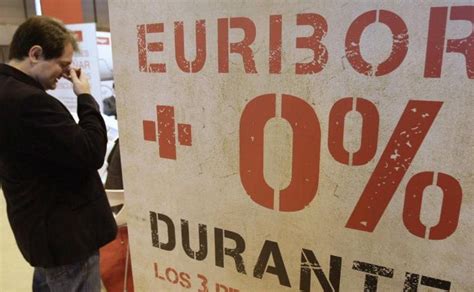 EURIBOR
+ 0%
DURANTE
LOS 3